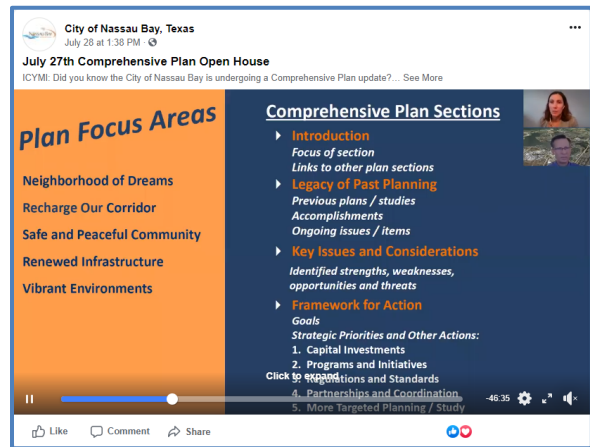 City of Nassau Bay, Texas
July 28 at 1:38 PM ·
July 27th Comprehensive Plan Open House
ICYMI: Did you know the City of Nassau Bay is undergoing a Comprehensive Plan update?... See More
Plan Focus Areas
Neighborhood of Dreams
Recharge Our Corridor
Safe and Peaceful Community
Renewed Infrastructure
Vibrant Environments
Comprehensive Plan Sections
Introduction
Focus of section
Links to other plan sections
Legacy of Past Planning
Previous plans / studies
Accomplishments
Ongoing issues / items
Key Issues and Considerations
Identified strengths, weaknesses,
opportunities and threats
Framework for Action
Goals
Strategic Priorities and Other Actions:
1. Capital Investments
2. Programs and Initiatives
Click to expand
3. Regulations and Standards
4. Partnerships and Coordination
5. More Targeted Planning / Study
-46:35
Like
Comment
Share